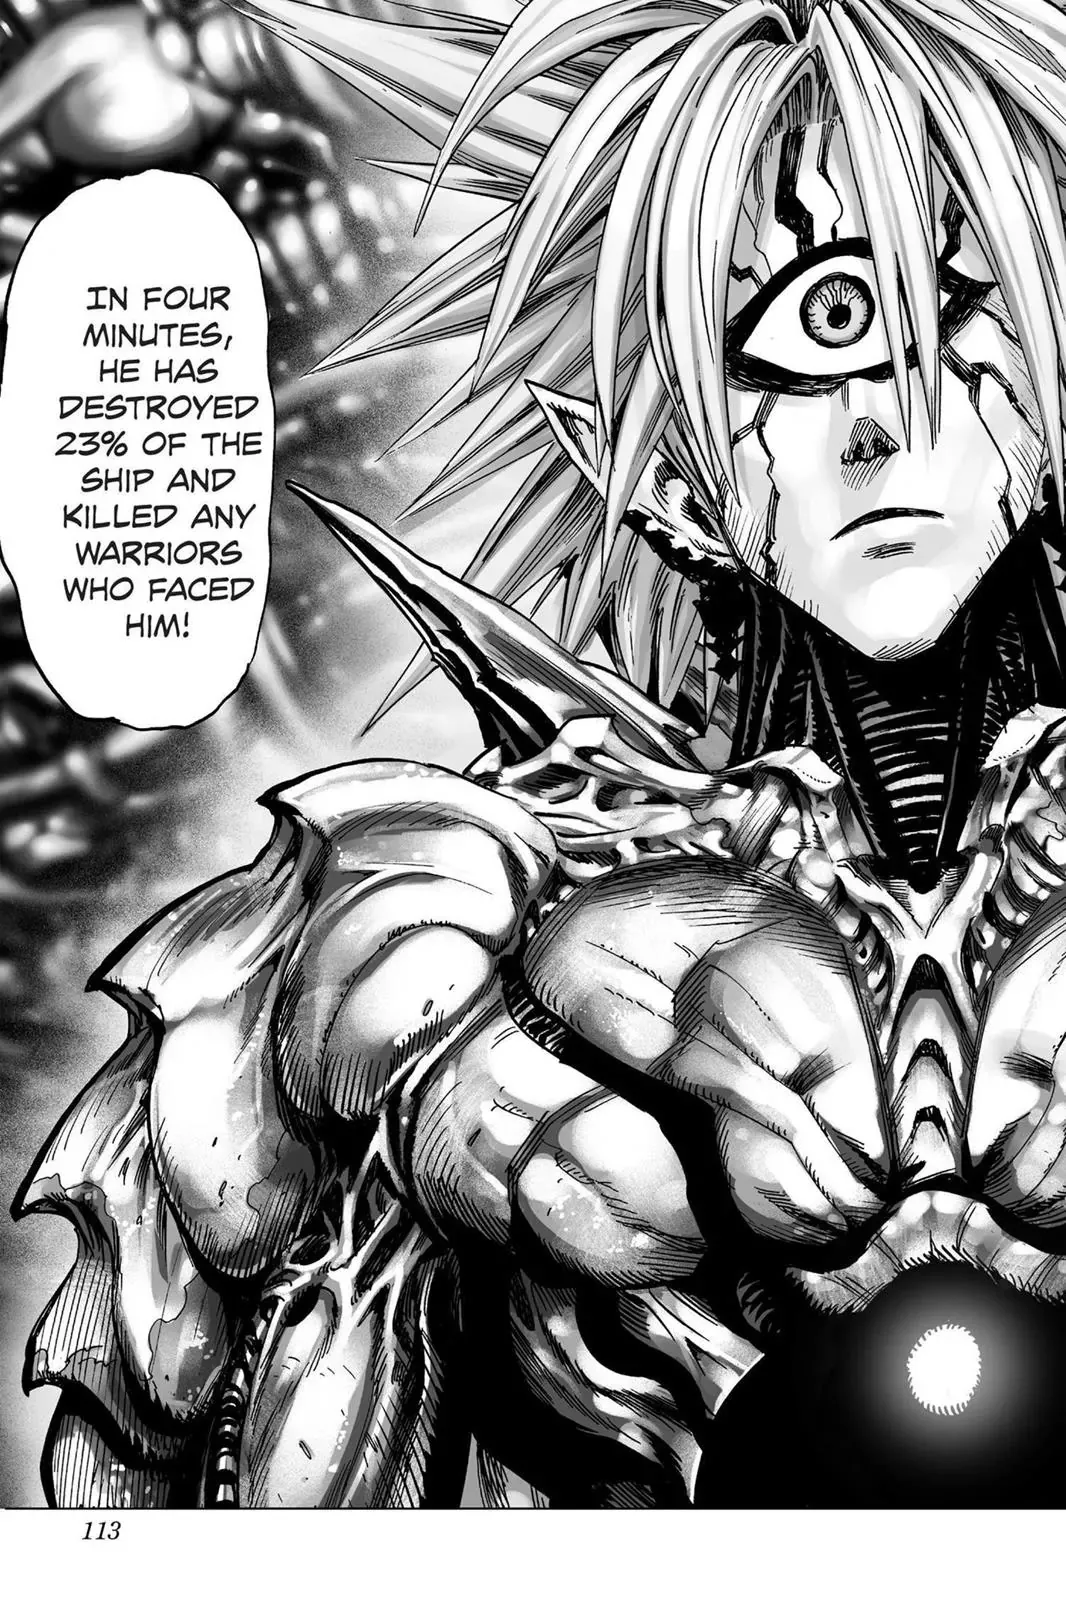 IN FOUR
MINUTES,
HE HAS
DESTROYED
23% OF THE
SHIP AND
KILLED ANY
WARRIORS
WHO FACED
HIM!
113